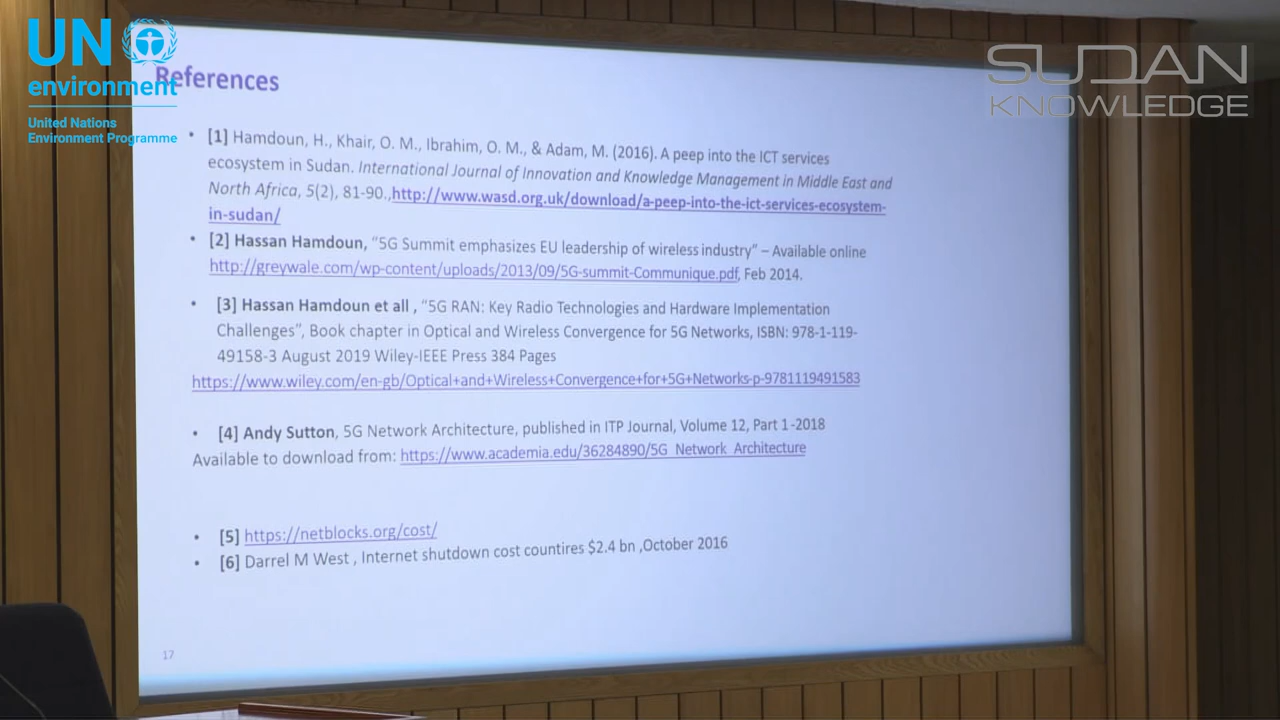 UN
environment
United Nations
Environment Programme
SUDAN
KNOWLEDGE
References
• [1] Hamdoun, H., Khair, O. M., Ibrahim, O. M., & Adam, M. (2016). A peep into the ICT services
ecosystem in Sudan. International Journal of Innovation and Knowledge Management in Middle East and
North Africa, 5(2), 81-90.,http://www.wasd.org.uk/download/a-peep-into-the-ict-services-ecosystem-
in-sudan/
• [2] Hassan Hamdoun, “5G Summit emphasizes EU leadership of wireless industry” – Available online
http://greywale.com/wp-content/uploads/2013/09/5G-summit-Communique.pdf, Feb 2014.
• [3] Hassan Hamdoun et all , “5G RAN: Key Radio Technologies and Hardware Implementation
Challenges”, Book chapter in Optical and Wireless Convergence for 5G Networks, ISBN: 978-1-119-
49158-3 August 2019 Wiley-IEEE Press 384 Pages
https://www.wiley.com/en-gb/Optical+and+Wireless+Convergence+for+5G+Networks-p-9781119491583
• [4] Andy Sutton, 5G Network Architecture, published in ITP Journal, Volume 12, Part 1 -2018
Available to download from: https://www.academia.edu/36284890/5G_Network_Architecture
• [5] https://netblocks.org/cost/
• [6] Darrel M West , Internet shutdown cost countires $2.4 bn ,October 2016
17